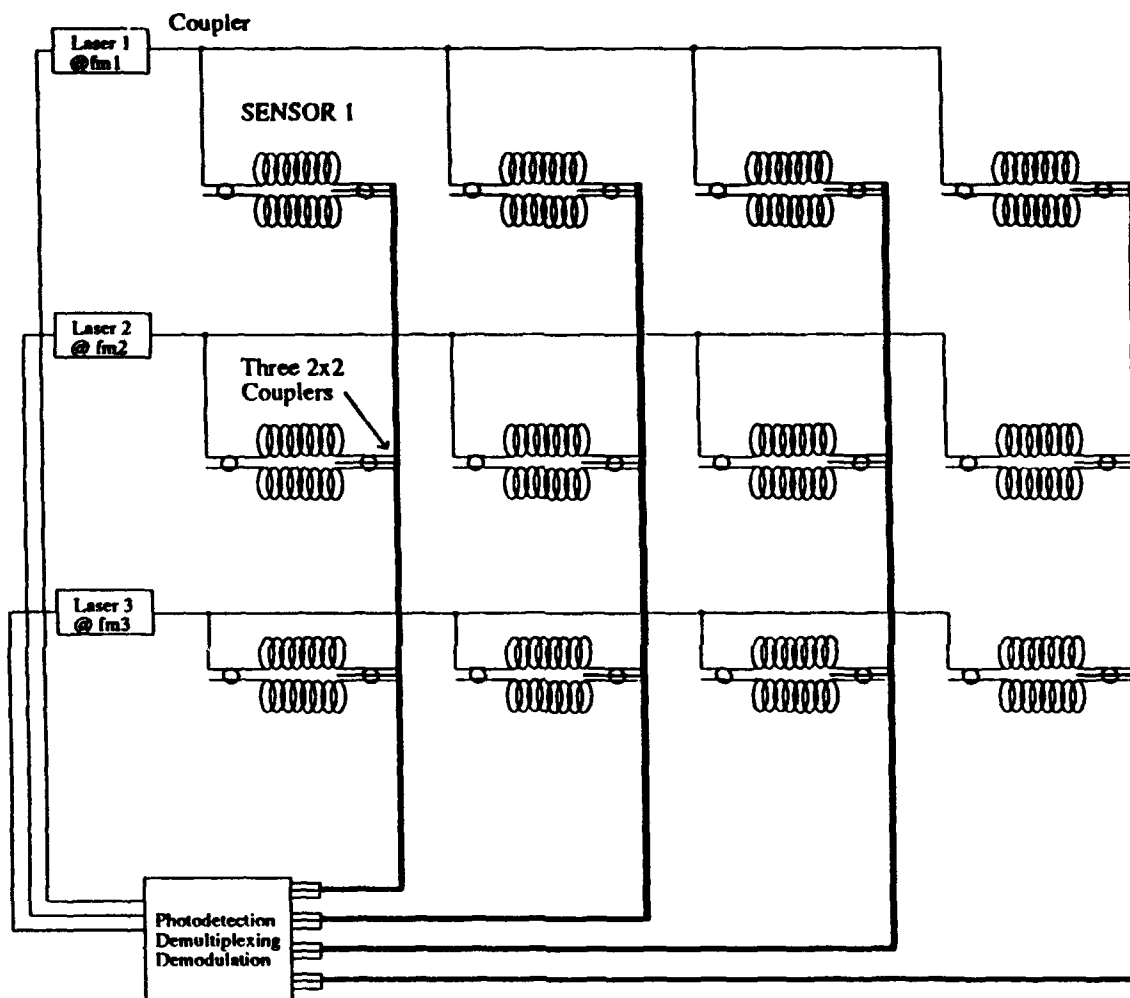 Coupler
Laser 1
@fm1
SENSOR 1
Laser 2
@ fm2
Three 2x2
Couplers
Laser 3
@ fm3
Photodetection
Demultiplexing
Demodulation